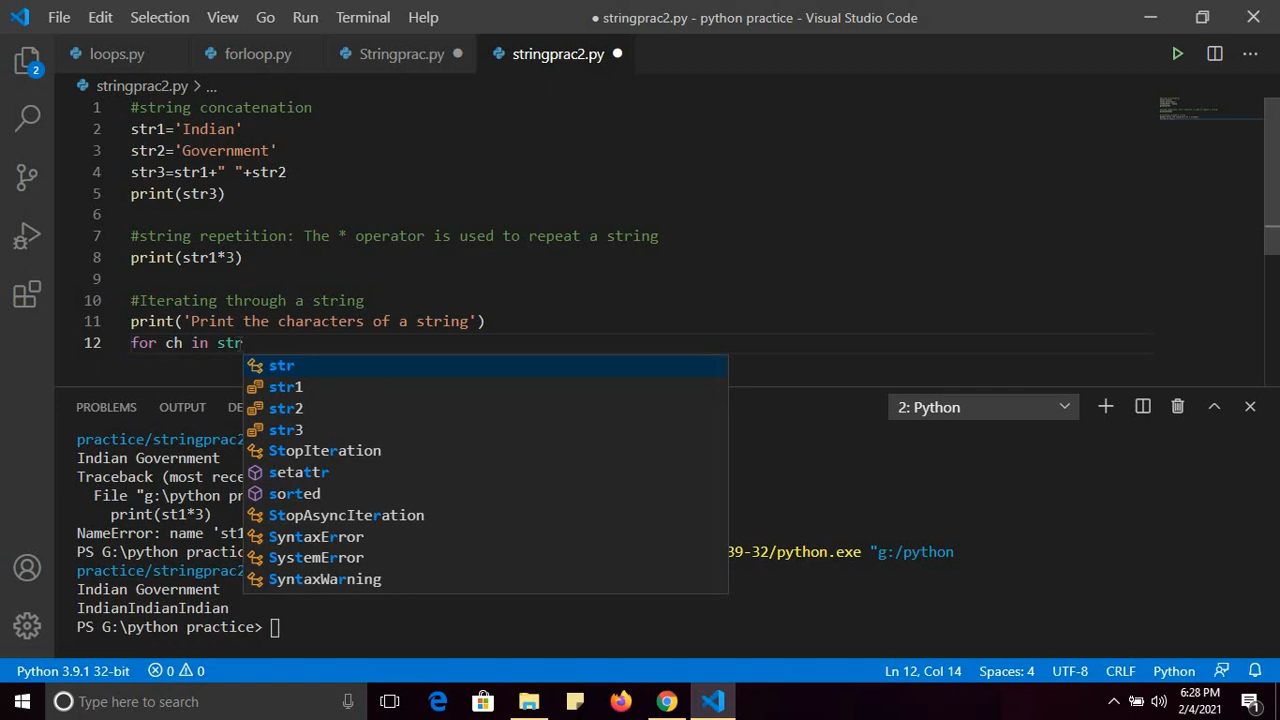 File Edit Selection View Go Run Terminal Help ● stringprac2.py - python practice - Visual Studio Code
loops.py forloop.py Stringprac.py ● stringprac2.py ●
stringprac2.py > ...
1 #string concatenation
2 str1='Indian'
3 str2='Government'
4 str3=str1+" "+str2
5 print(str3)
6
7 #string repetition: The * operator is used to repeat a string
8 print(str1*3)
9
10 #Iterating through a string
11 print('Print the characters of a string')
12 for ch in str
str
str1
str2
str3
StopIteration
setattr
sorted
StopAsyncIteration
SyntaxError
SystemError
SyntaxWarning
2
PROBLEMS OUTPUT DE 2: Python
practice/stringprac2
Indian Government
Traceback (most rece
File "g:\python pr
print(st1*3)
NameError: name 'st1
PS G:\python practic 39-32/python.exe "g:/python
practice/stringprac2
Indian Government
IndianIndianIndian
PS G:\python practice>
Python 3.9.1 32-bit 0 0 Ln 12, Col 14 Spaces: 4 UTF-8 CRLF Python
Type here to search 6:28 PM
2/4/2021
1